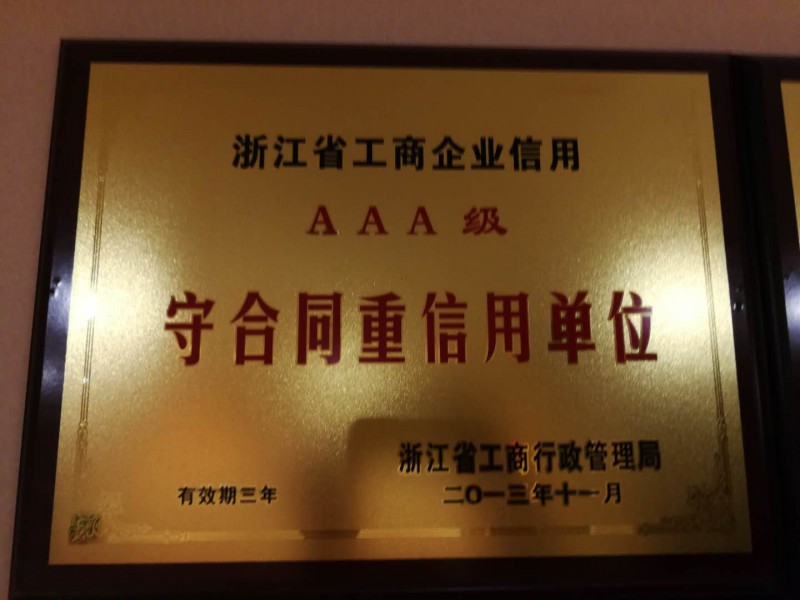 浙江省工商企业信用
AAA级
守合同重信用单位
浙江省工商行政管理局
有效期三年
二〇一三年十一月